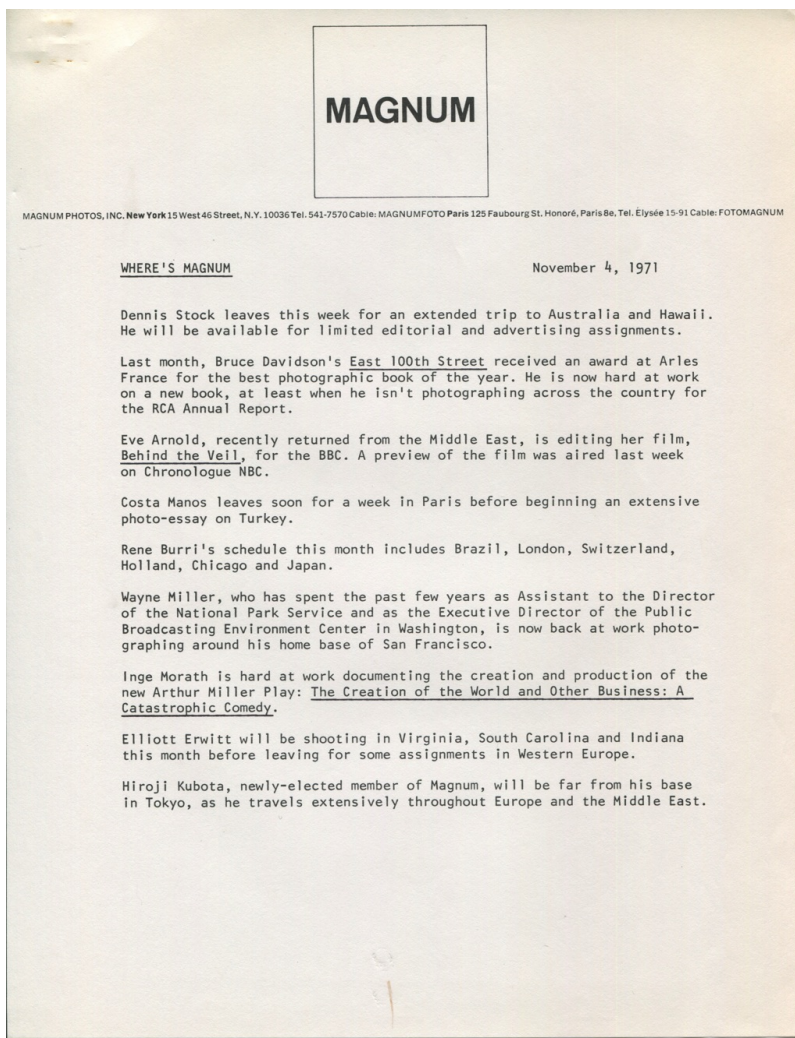 MAGNUM
MAGNUM PHOTOS, INC. New York 15 West 46 Street, N.Y. 10036 Tel. 541-7570 Cable: MAGNUMFOTO Paris 125 Faubourg St. Honoré, Paris 8e, Tel. Élysée 15-91 Cable: FOTOMAGNUM
WHERE'S MAGNUM November 4, 1971
Dennis Stock leaves this week for an extended trip to Australia and Hawaii.
He will be available for limited editorial and advertising assignments.
Last month, Bruce Davidson's East 100th Street received an award at Arles
France for the best photographic book of the year. He is now hard at work
on a new book, at least when he isn't photographing across the country for
the RCA Annual Report.
Eve Arnold, recently returned from the Middle East, is editing her film,
Behind the Veil, for the BBC. A preview of the film was aired last week
on Chronologue NBC.
Costa Manos leaves soon for a week in Paris before beginning an extensive
photo-essay on Turkey.
Rene Burri's schedule this month includes Brazil, London, Switzerland,
Holland, Chicago and Japan.
Wayne Miller, who has spent the past few years as Assistant to the Director
of the National Park Service and as the Executive Director of the Public
Broadcasting Environment Center in Washington, is now back at work photo-
graphing around his home base of San Francisco.
Inge Morath is hard at work documenting the creation and production of the
new Arthur Miller Play: The Creation of the World and Other Business: A
Catastrophic Comedy.
Elliott Erwitt will be shooting in Virginia, South Carolina and Indiana
this month before leaving for some assignments in Western Europe.
Hiroji Kubota, newly-elected member of Magnum, will be far from his base
in Tokyo, as he travels extensively throughout Europe and the Middle East.